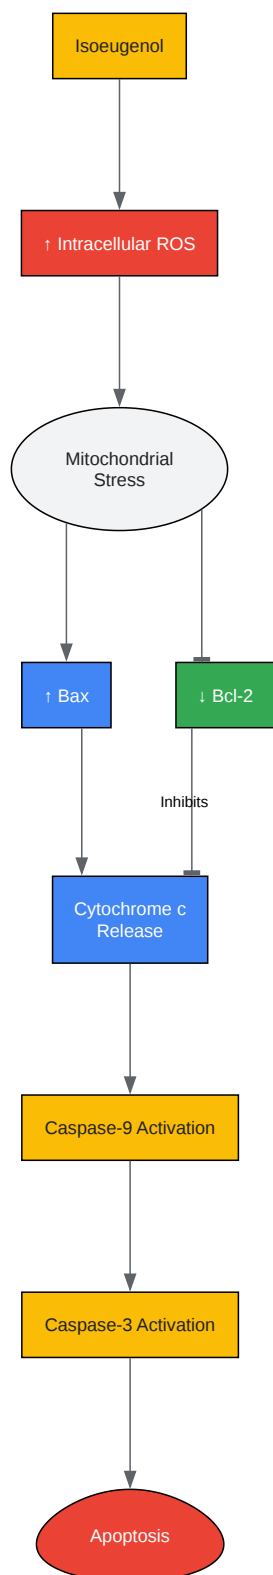 Isoeugenol
↑ Intracellular ROS
Mitochondrial
Stress
↑ Bax
↓ Bcl-2
Inhibits
Cytochrome c
Release
Caspase-9 Activation
Caspase-3 Activation
Apoptosis